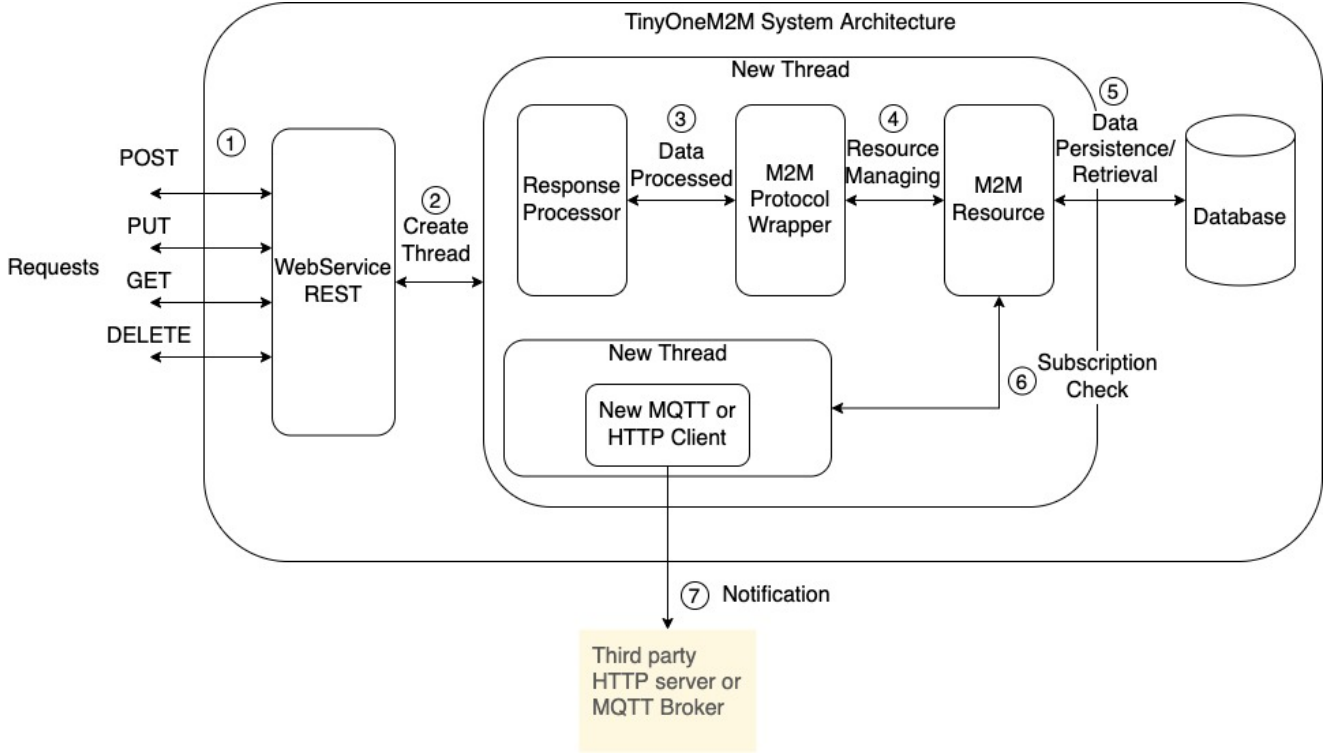 TinyOneM2M System Architecture
New Thread
1
POST
PUT
Requests
GET
DELETE
WebService
REST
2
Create
Thread
Response
Processor
3
Data
Processed
M2M
Protocol
Wrapper
4
Resource
Managing
M2M
Resource
5
Data
Persistence/
Retrieval
Database
New Thread
New MQTT or
HTTP Client
6
Subscription
Check
7
Notification
Third party
HTTP server or
MQTT Broker